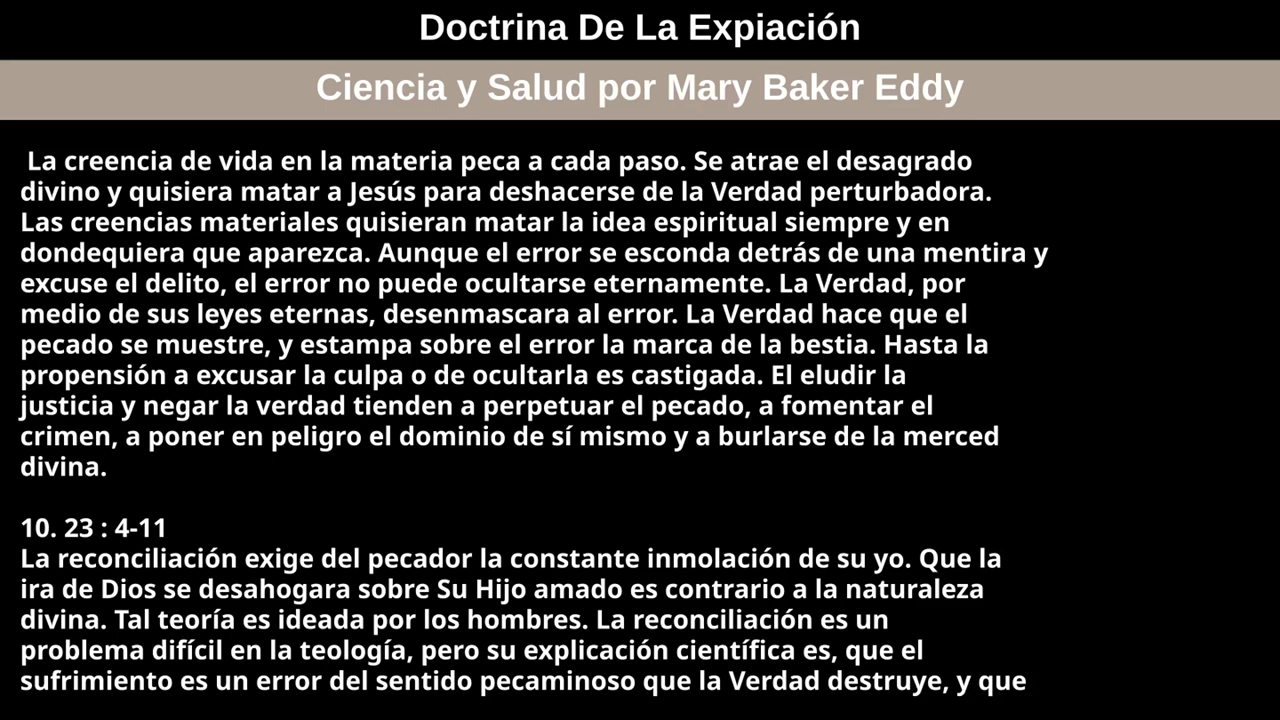 Doctrina De La Expiación
Ciencia y Salud por Mary Baker Eddy
La creencia de vida en la materia peca a cada paso. Se atrae el desagrado
divino y quisiera matar a Jesús para deshacerse de la Verdad perturbadora.
Las creencias materiales quisieran matar la idea espiritual siempre y en
dondequiera que aparezca. Aunque el error se esconda detrás de una mentira y
excuse el delito, el error no puede ocultarse eternamente. La Verdad, por
medio de sus leyes eternas, desenmascara al error. La Verdad hace que el
pecado se muestre, y estampa sobre el error la marca de la bestia. Hasta la
propensión a excusar la culpa o de ocultarla es castigada. El eludir la
justicia y negar la verdad tienden a perpetuar el pecado, a fomentar el
crimen, a poner en peligro el dominio de sí mismo y a burlarse de la merced
divina.
10. 23 : 4-11
La reconciliación exige del pecador la constante inmolación de su yo. Que la
ira de Dios se desahogara sobre Su Hijo amado es contrario a la naturaleza
divina. Tal teoría es ideada por los hombres. La reconciliación es un
problema difícil en la teología, pero su explicación científica es, que el
sufrimiento es un error del sentido pecaminoso que la Verdad destruye, y que